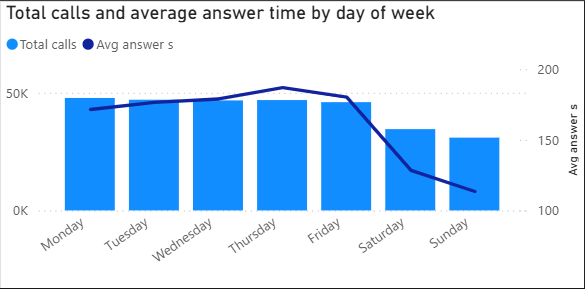 Total calls and average answer time by day of week
Total calls Avg answer s
200
50K
150
0K
100
Avg answer s
Monday
Tuesday
Wednesday
Thursday
Friday
Saturday
Sunday